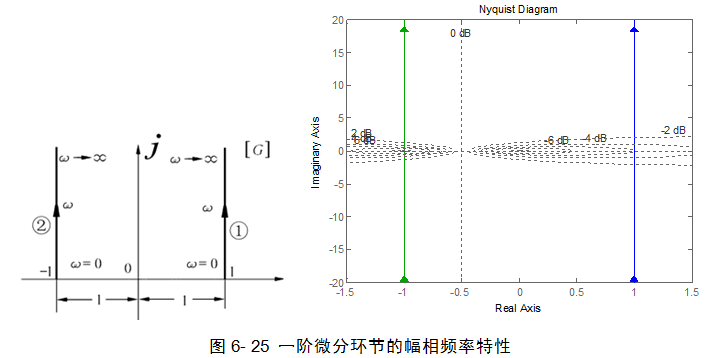 Nyquist Diagram
20
15
10
5
0
-5
-10
-15
-20
-1.5
-1
-0.5
0
0.5
1
1.5
Imaginary Axis
Real Axis
0 dB
2 dB
-6 dB
-4 dB
-2 dB
j
[G]
ω→∞
ω→∞
ω
ω
②
①
ω=0
ω=0
-1
0
1
1
1
图 6- 25 一阶微分环节的幅相频率特性